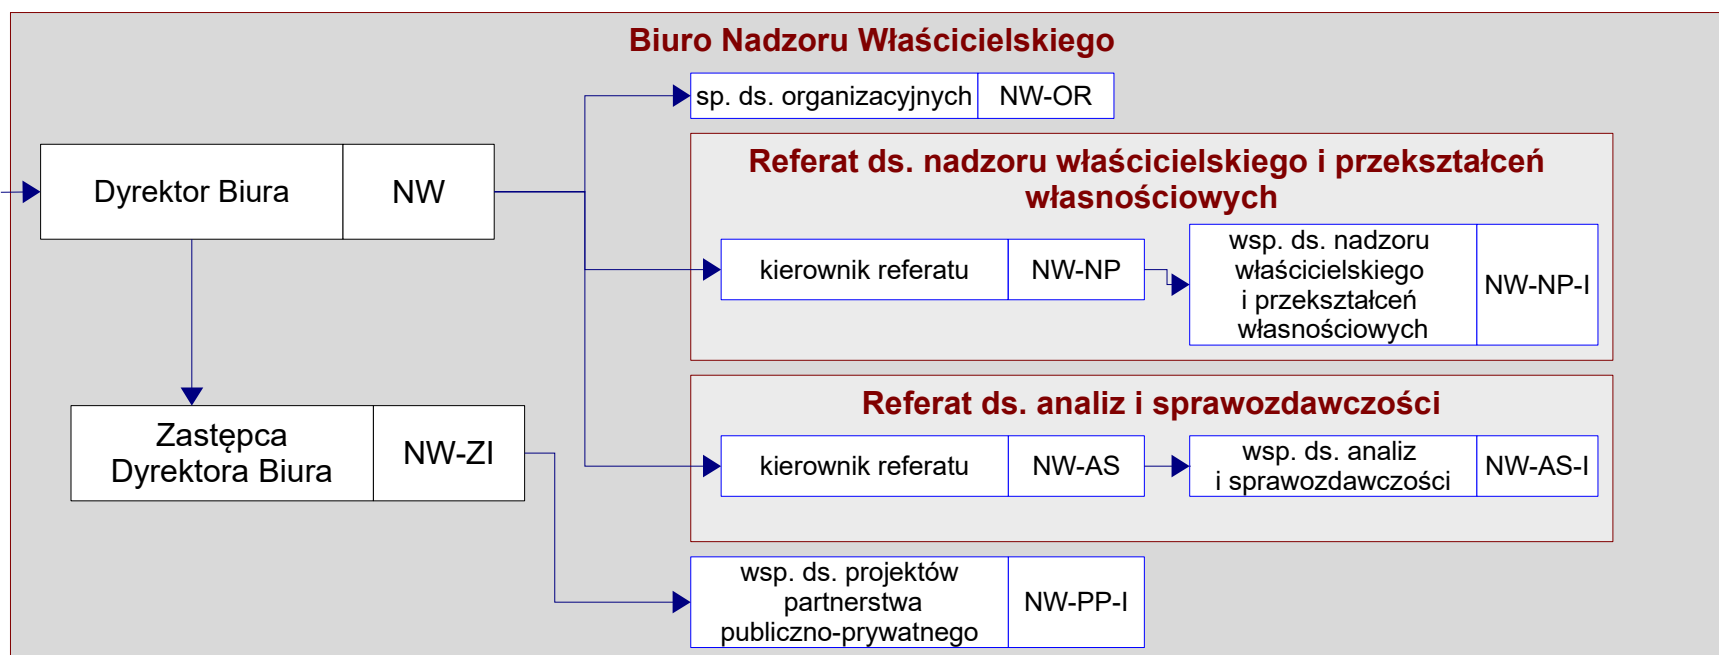 Biuro Nadzoru Właścicielskiego
sp. ds. organizacyjnych NW-OR
Dyrektor Biura NW
Referat ds. nadzoru właścicielskiego i przekształceń
własnościowych
kierownik referatu NW-NP
wsp. ds. nadzoru
właścicielskiego
i przekształceń
własnościowych
NW-NP-I
Zastępca
Dyrektora Biura
NW-ZI
Referat ds. analiz i sprawozdawczości
kierownik referatu NW-AS
wsp. ds. analiz
i sprawozdawczości
NW-AS-I
wsp. ds. projektów
partnerstwa
publiczno-prywatnego
NW-PP-I